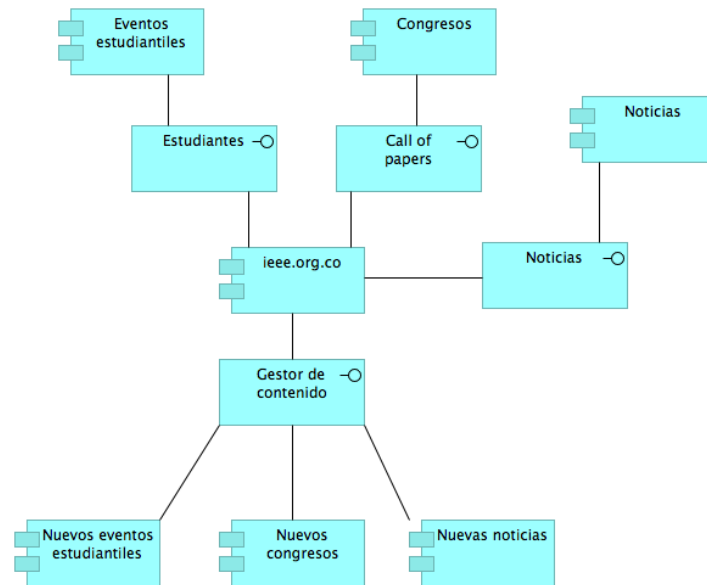 Eventos
estudiantiles
Congresos
Noticias
Estudiantes
Call of
papers
ieee.org.co
Noticias
Gestor de
contenido
Nuevos eventos
estudiantiles
Nuevos
congresos
Nuevas noticias